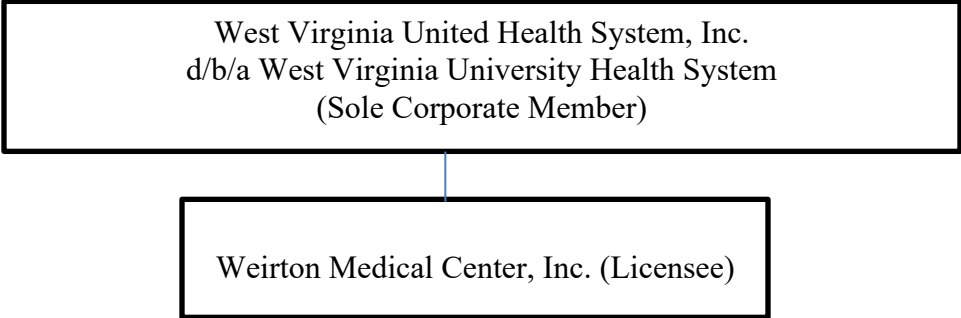 West Virginia United Health System, Inc.
d/b/a West Virginia University Health System
(Sole Corporate Member)
Weirton Medical Center, Inc. (Licensee)